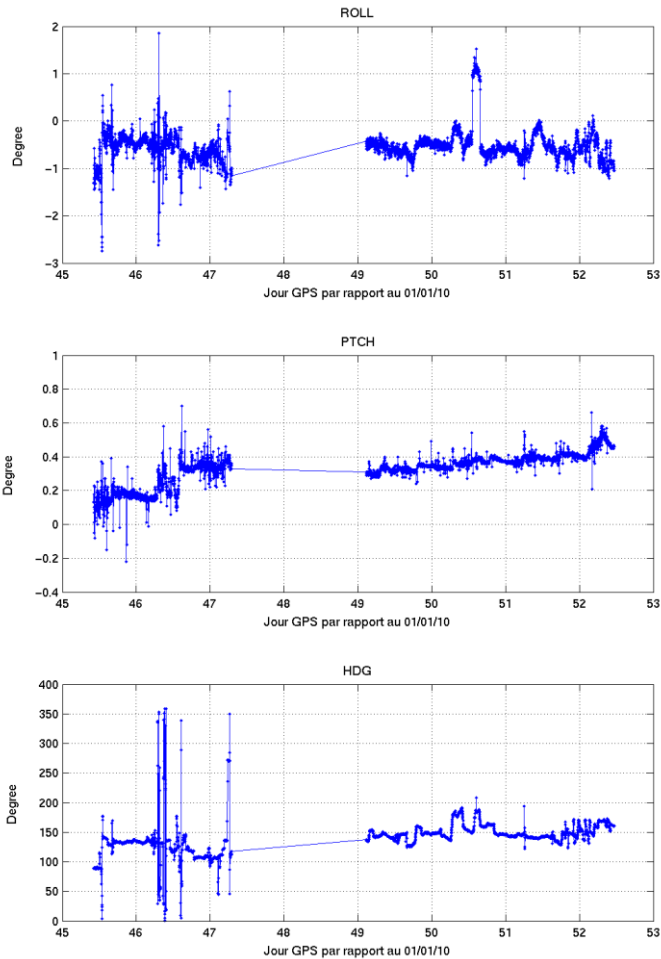 ROLL
2
1
0
−1
−2
−3
Degree
45 46 47 48 49 50 51 52 53
Jour GPS par rapport au 01/01/10
PTCH
1
0.8
0.6
0.4
0.2
0
−0.2
−0.4
Degree
45 46 47 48 49 50 51 52 53
Jour GPS par rapport au 01/01/10
HDG
400
350
300
250
200
150
100
50
0
Degree
45 46 47 48 49 50 51 52 53
Jour GPS par rapport au 01/01/10